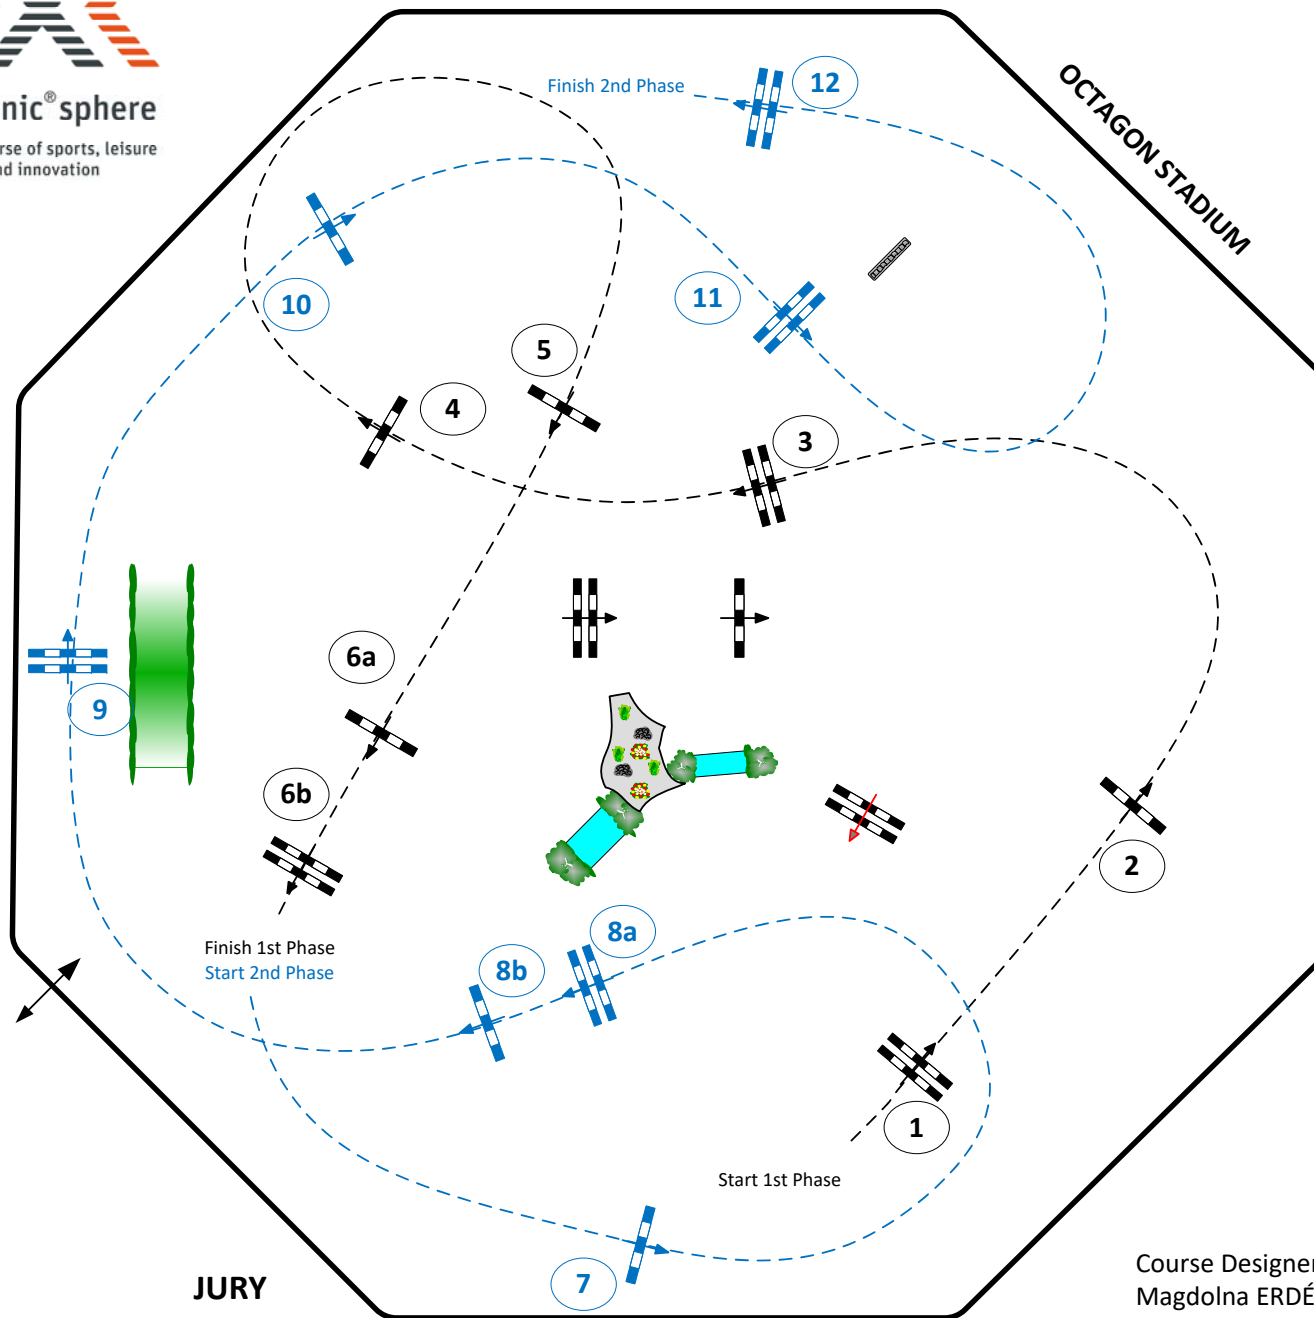 nic® sphere
rse of sports, leisure
nd innovation
Finish 2nd Phase
12
OCTAGON STADIUM
10
11
5
4
3
6a
9
6b
2
8a
Finish 1st Phase
Start 2nd Phase
8b
1
Start 1st Phase
7
JURY
Course Designer
Magdolna ERDÉ